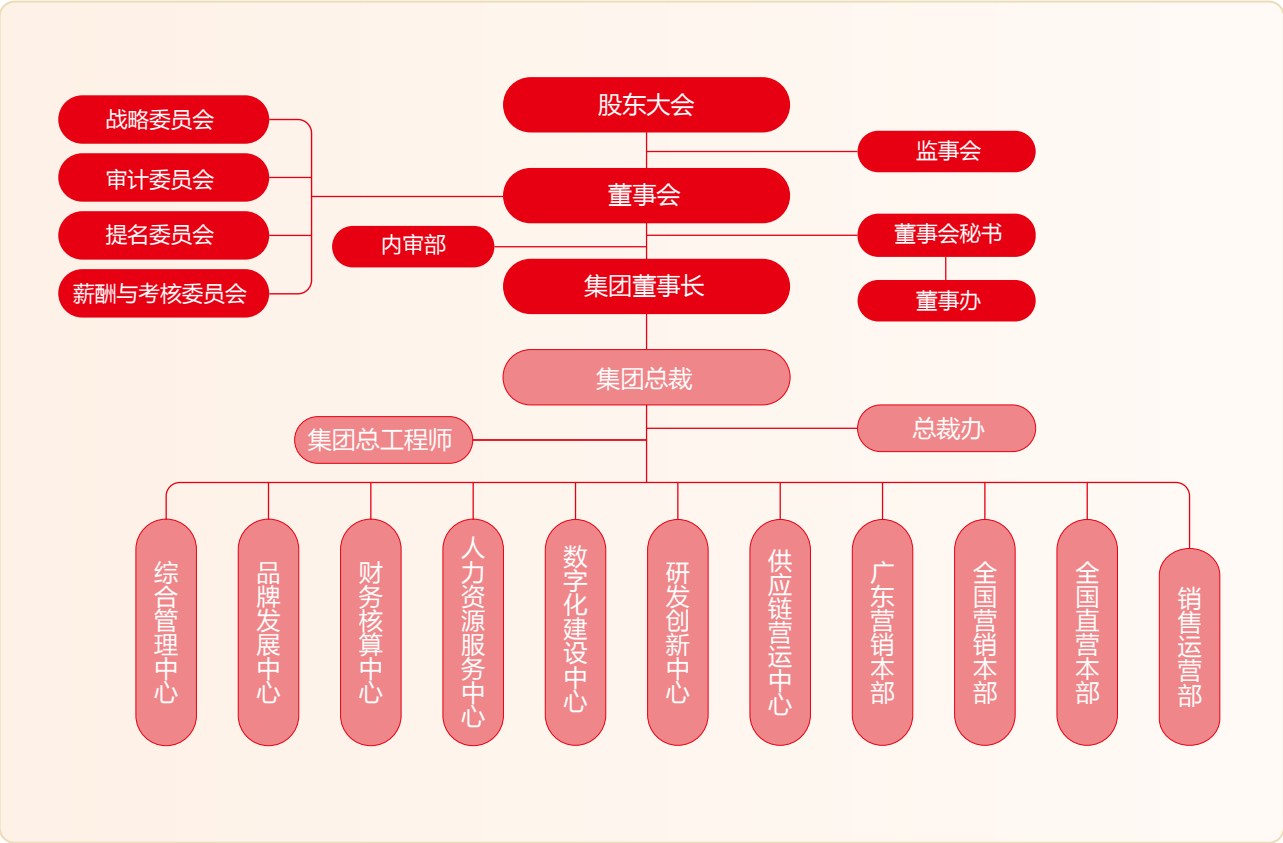 股东大会
战略委员会
监事会
审计委员会
董事会
提名委员会
内审部
董事会秘书
薪酬与考核委员会
集团董事长
董事办
集团总裁
集团总工程师
总裁办
综合管理中心
品牌发展中心
财务核算中心
人力资源服务中心
数字化建设中心
研发创新中心
供应链营运中心
广东营销本部
全国营销本部
全国直营本部
销售运营部